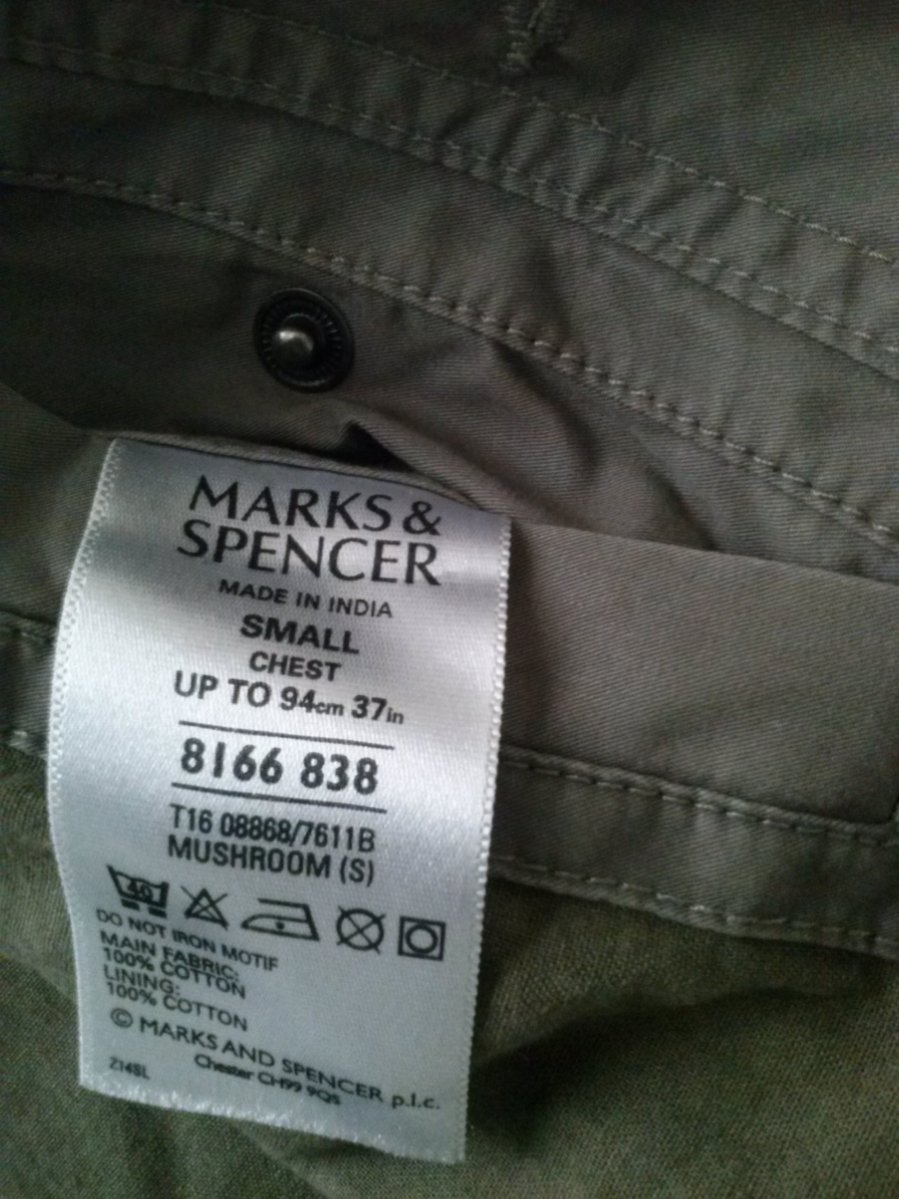 MARKS &
SPENCER
MADE IN INDIA
SMALL
CHEST
UP TO 94cm 37in
8166 838
T16 08868/7611B
MUSHROOM (S)
40
DO NOT IRON MOTIF
MAIN FABRIC:
100% COTTON
LINING:
100% COTTON
© MARKS AND SPENCER p.l.c.
Chester CH99 9QS
Z14SL